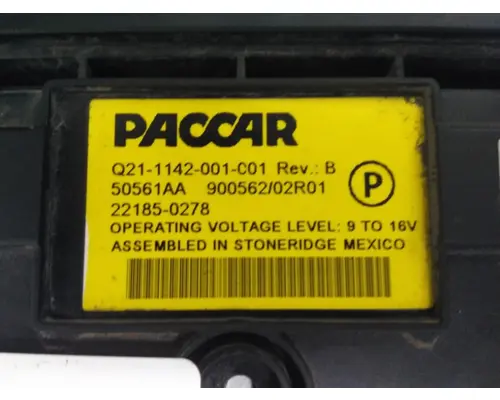 PACCAR
Q21-1142-001-C01 Rev.: B
50561AA 900562/02R01
P
22185-0278
OPERATING VOLTAGE LEVEL: 9 TO 16V
ASSEMBLED IN STONERIDGE MEXICO